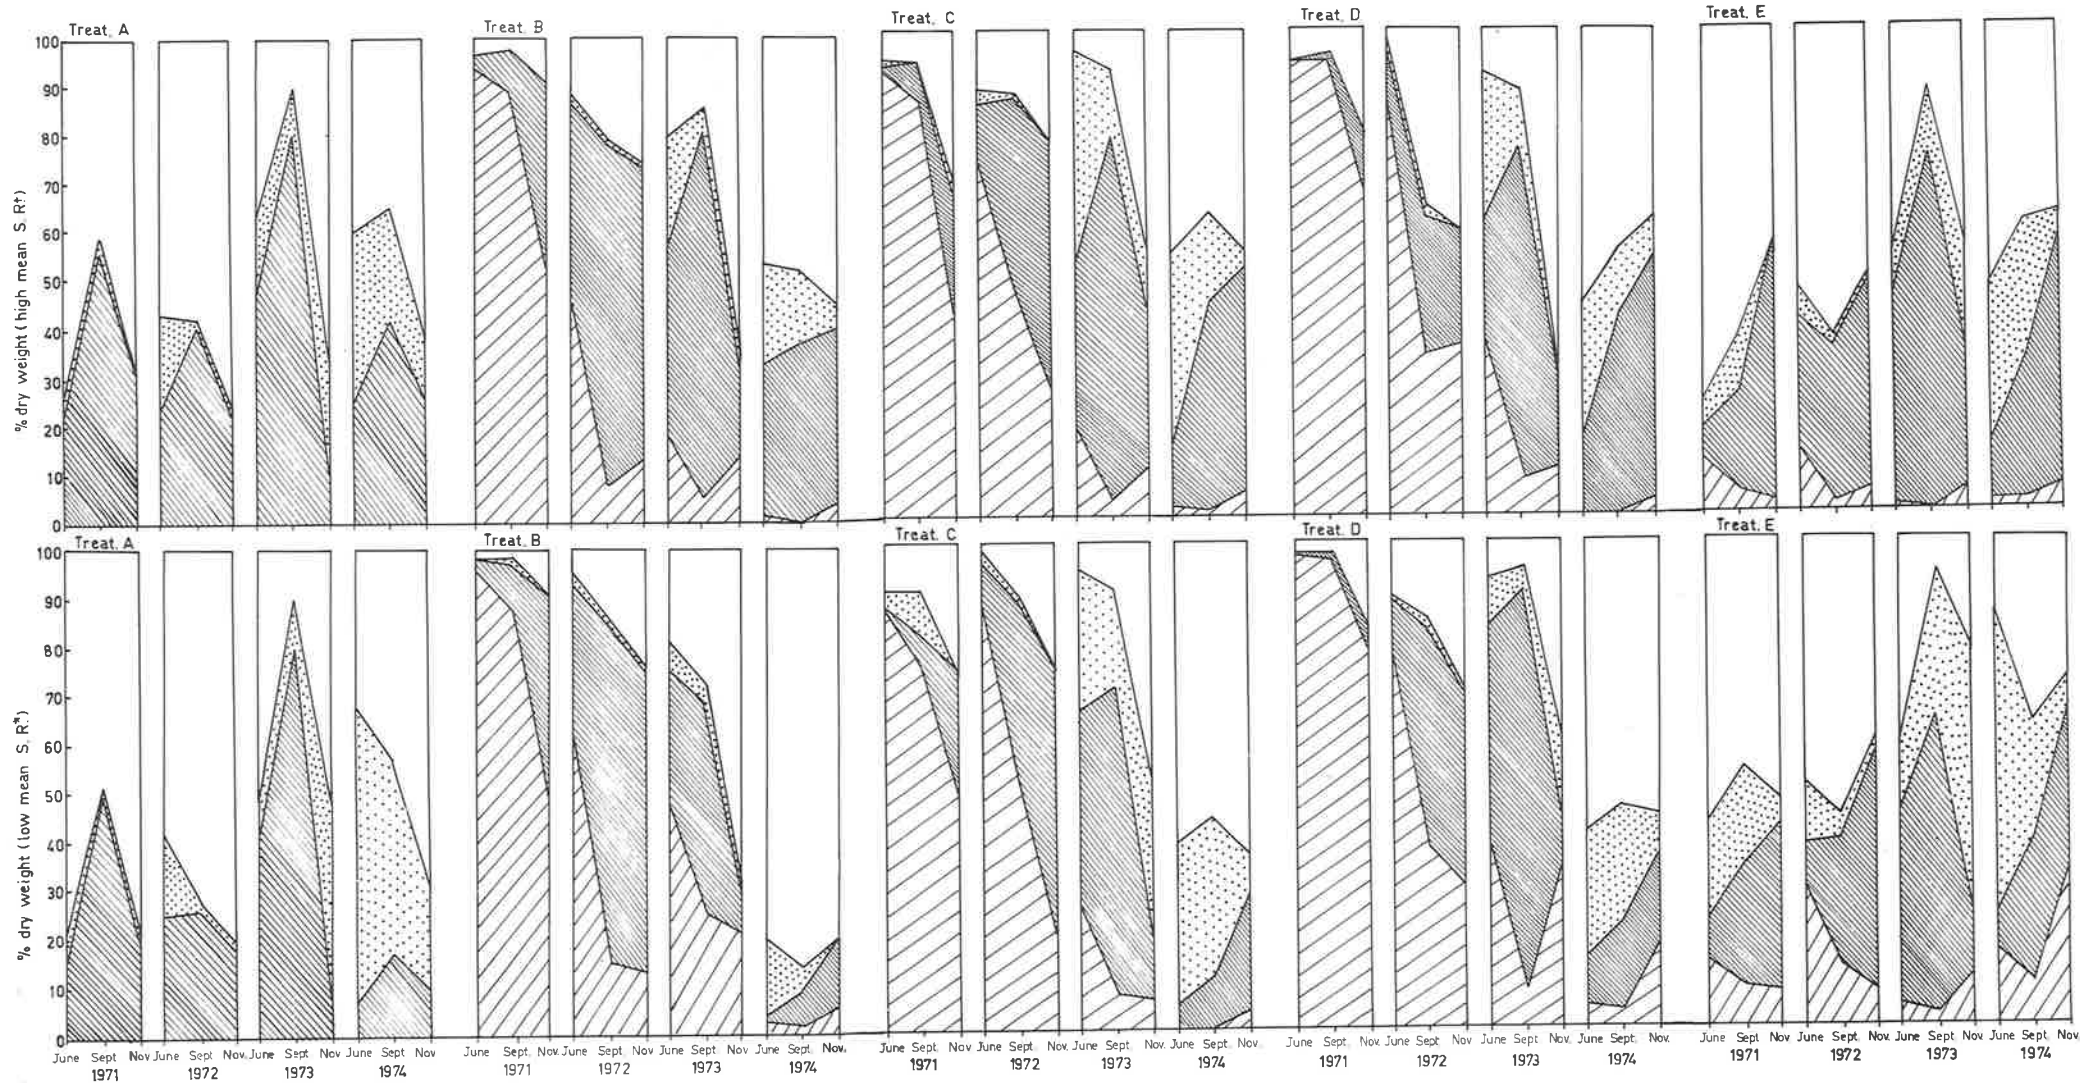 Treat. A
Treat. B
Treat. C
Treat. D
Treat. E
% dry weight (high mean S.R.†)
100
90
80
70
60
50
40
30
20
10
0
Treat. A
Treat. B
Treat. C
Treat. D
Treat. E
% dry weight (low mean S.R.*)
100
90
80
70
60
50
40
30
20
10
0
June Sept Nov. June Sept. Nov. June Sept Nov. June Sept Nov.
1971 1972 1973 1974
June Sept. Nov. June Sept. Nov. June Sept. Nov. June Sept. Nov.
1971 1972 1973 1974
June Sept. Nov. June Sept. Nov. June Sept. Nov. June Sept. Nov.
1971 1972 1973 1974
June Sept. Nov. June Sept. Nov. June Sept. Nov. June Sept. Nov.
1971 1972 1973 1974
June Sept. Nov. June Sept. Nov. June Sept. Nov. June Sept. Nov.
1971 1972 1973 1974